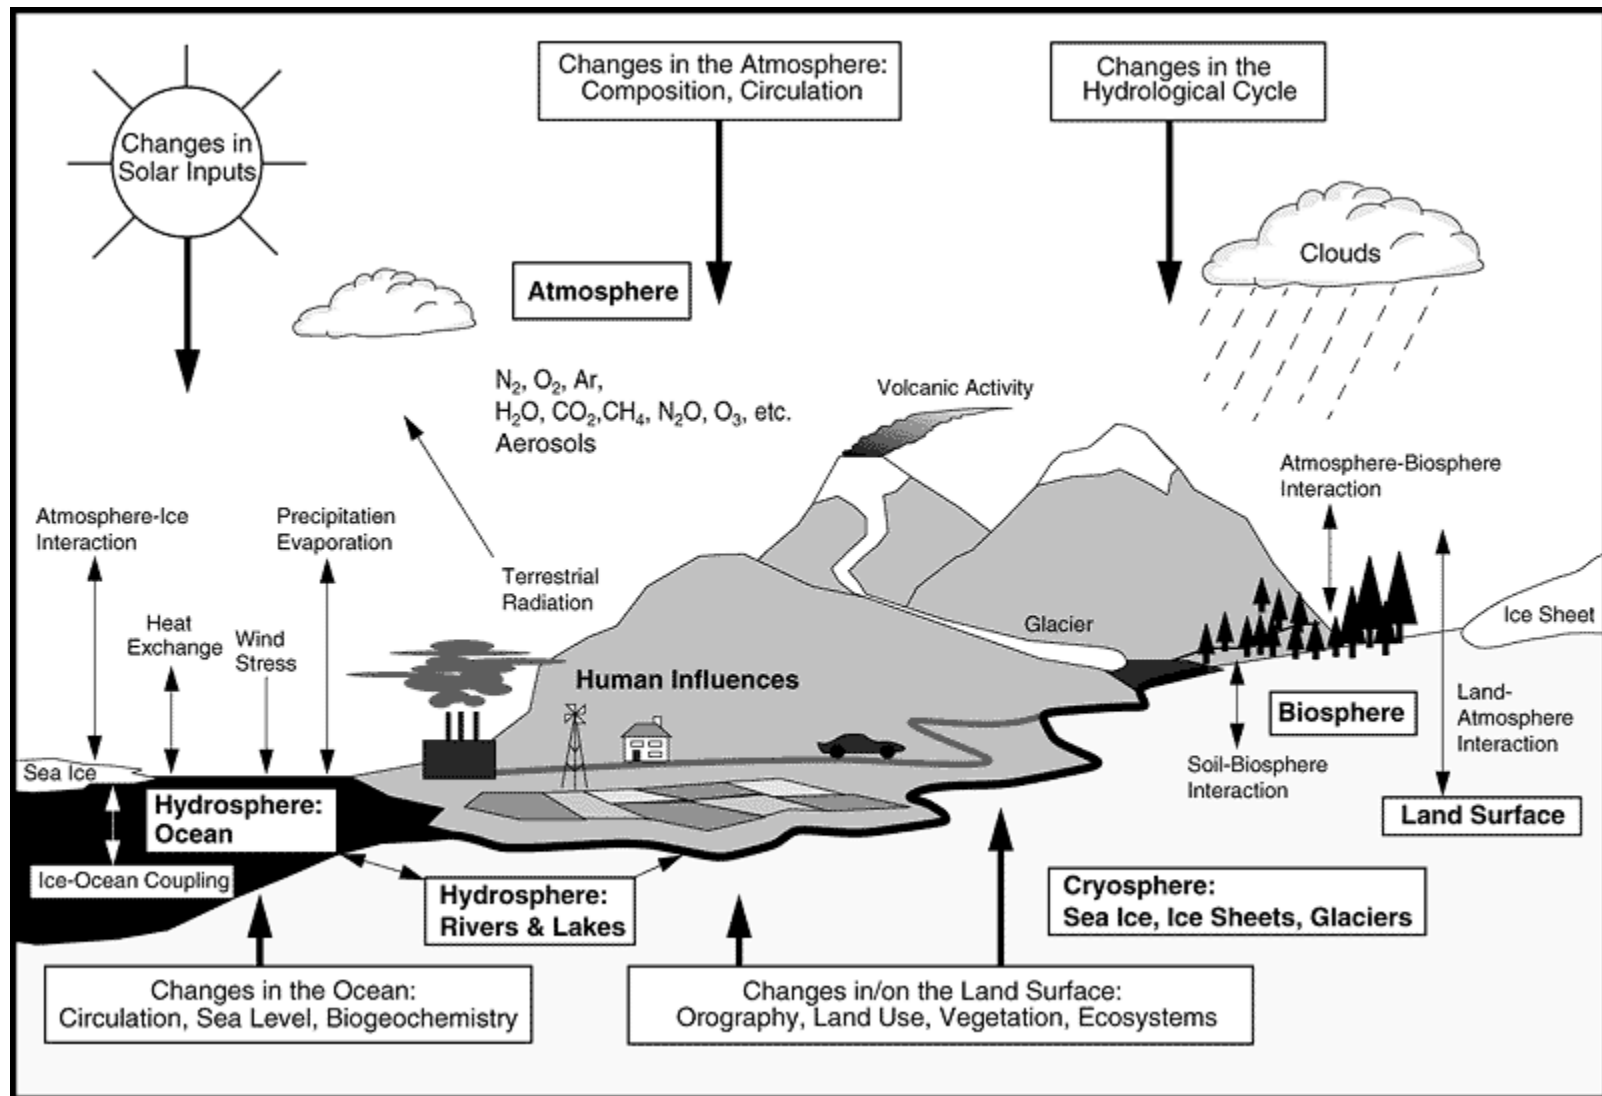 Changes in
Solar Inputs
Changes in the Atmosphere:
Composition, Circulation
Changes in the
Hydrological Cycle
Clouds
Atmosphere
N₂, O₂, Ar,
H₂O, CO₂,CH₄, N₂O, O₃, etc.
Aerosols
Volcanic Activity
Atmosphere-Biosphere
Interaction
Atmosphere-Ice
Interaction
Precipitation
Evaporation
Terrestrial
Radiation
Heat
Exchange
Wind
Stress
Glacier
Ice Sheet
Human Influences
Biosphere
Land-
Atmosphere
Interaction
Soil-Biosphere
Interaction
Sea Ice
Hydrosphere:
Ocean
Land Surface
Ice-Ocean Coupling
Hydrosphere:
Rivers & Lakes
Cryosphere:
Sea Ice, Ice Sheets, Glaciers
Changes in the Ocean:
Circulation, Sea Level, Biogeochemistry
Changes in/on the Land Surface:
Orography, Land Use, Vegetation, Ecosystems